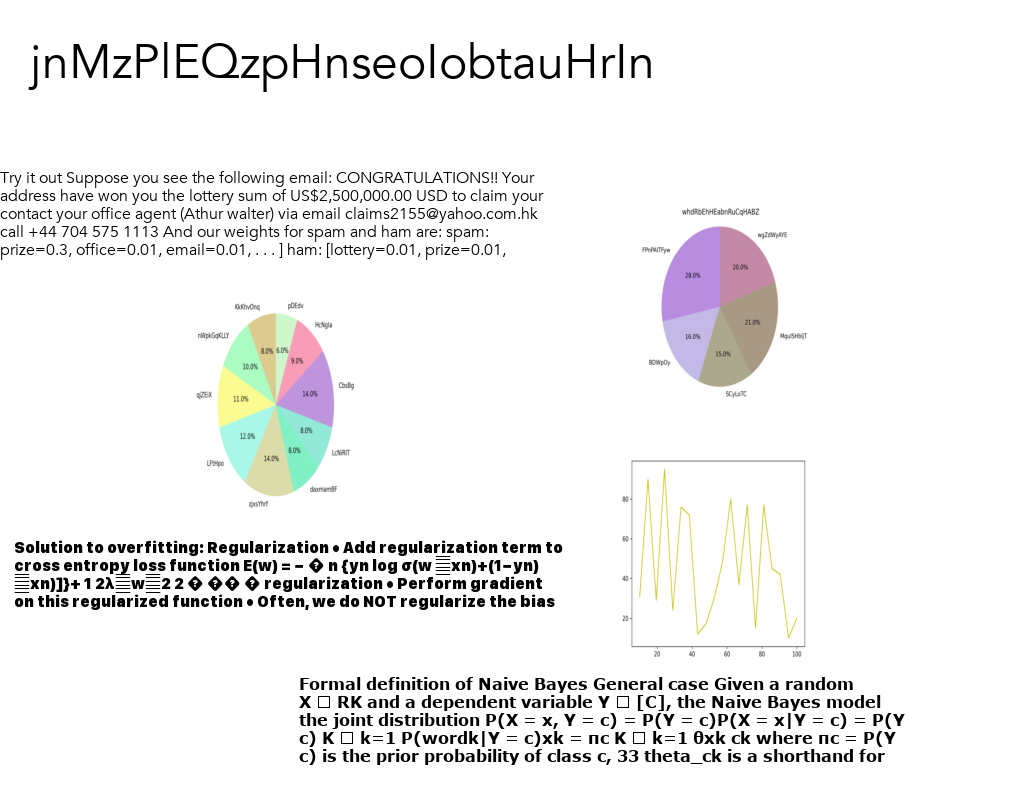 jnMzPlEQzpHnseoIobtauHrIn
Try it out Suppose you see the following email: CONGRATULATIONS!! Your
address have won you the lottery sum of US$2,500,000.00 USD to claim your
contact your office agent (Athur walter) via email claims2155@yahoo.com.hk
call +44 704 575 1113 And our weights for spam and ham are: spam:
prize=0.3, office=0.01, email=0.01, . . . ] ham: [lottery=0.01, prize=0.01,
whdRbEhHEabnRuCqHABZ
wgZdWyAYE
FPnPAITFyw
20.0%
28.0%
21.0%
16.0%
15.0%
MquISHbIjT
BDWpOy
SCyLoTC
KkKhvOnq
pDEdv
HcNgIa
nWpkGqKLLY
8.0%
6.0%
9.0%
10.0%
CbsBg
qjZEiX
14.0%
11.0%
12.0%
8.0%
8.0%
14.0%
LcNiRIT
LFtHpo
daxmamBF
zjxsYhrf
80
60
40
20
20 40 60 80 100
Solution to overfitting: Regularization • Add regularization term to
cross entropy loss function E(w) = − � n {yn log σ(w ䷀xn)+(1−yn)
䷀xn)]}+ 1 2λ䷀w䷀2 2 � �� � regularization • Perform gradient
on this regularized function • Often, we do NOT regularize the bias
Formal definition of Naive Bayes General case Given a random
X □ RK and a dependent variable Y □ [C], the Naive Bayes model
the joint distribution P(X = x, Y = c) = P(Y = c)P(X = x|Y = c) = P(Y
c) K □ k=1 P(wordk|Y = c)xk = πc K □ k=1 θxk ck where πc = P(Y
c) is the prior probability of class c, 33 theta_ck is a shorthand for